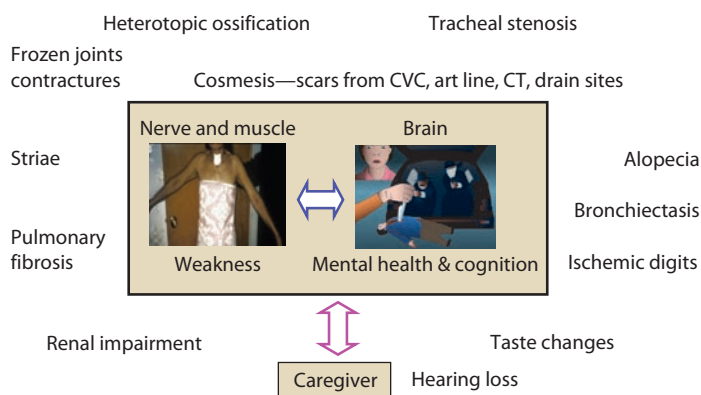 Heterotopic ossification
Tracheal stenosis
Frozen joints
contractures
Cosmesis—scars from CVC, art line, CT, drain sites
Nerve and muscle
Brain
Striae
Alopecia
Bronchiectasis
Pulmonary
fibrosis
Weakness
Mental health & cognition
Ischemic digits
Renal impairment
Taste changes
Caregiver
Hearing loss